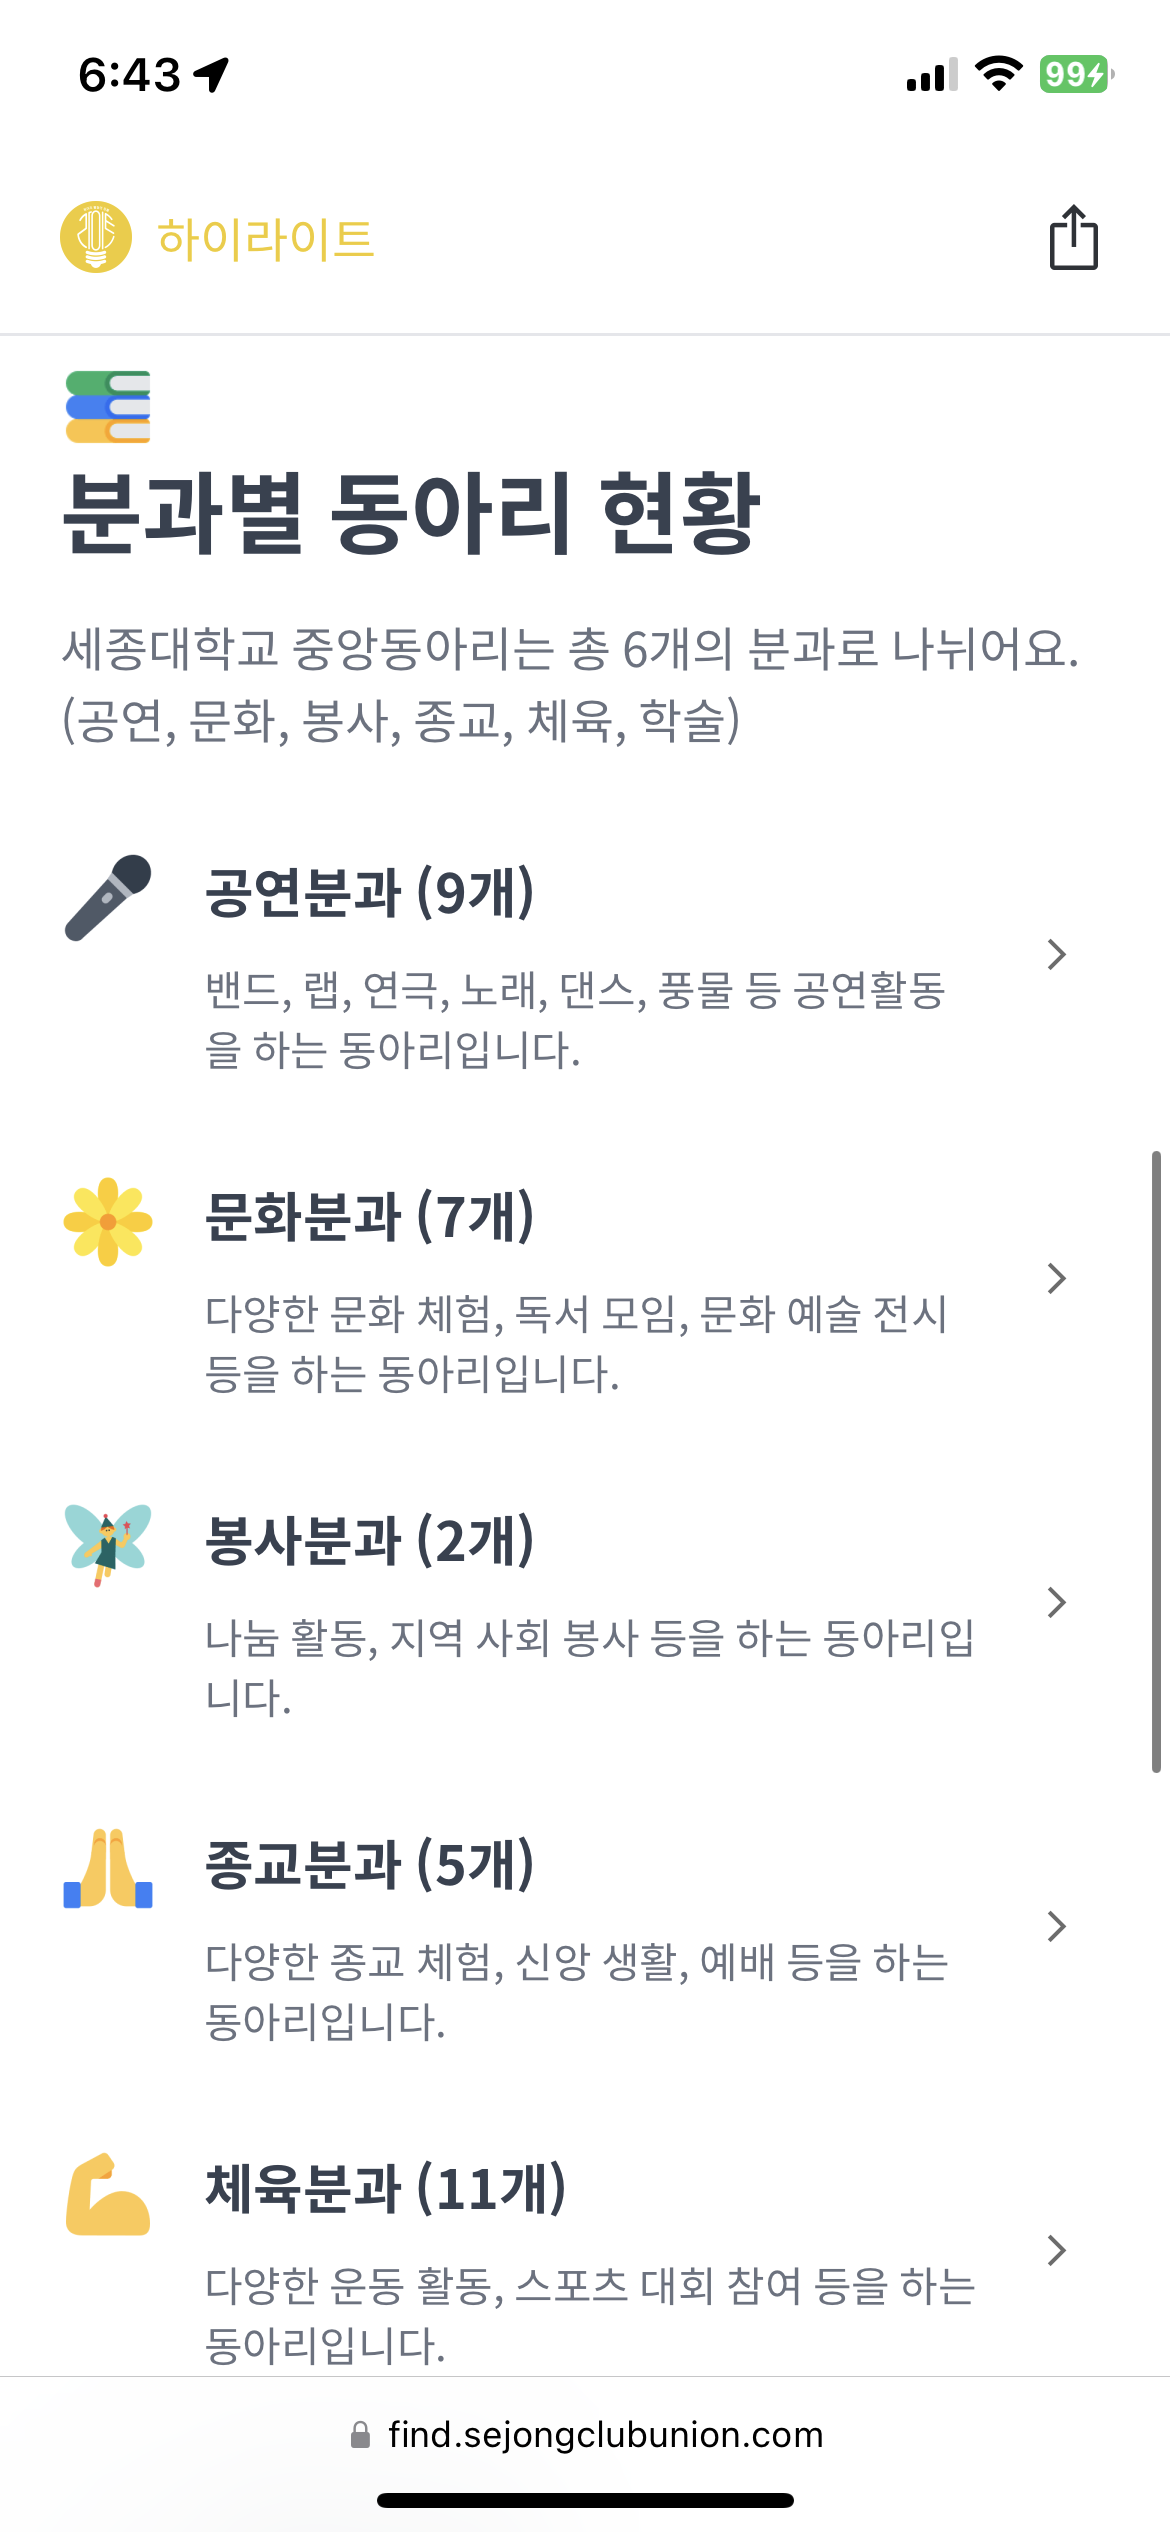 6:43
99
하이라이트
분과별 동아리 현황
세종대학교 중앙동아리는 총 6개의 분과로 나뉘어요.
(공연, 문화, 봉사, 종교, 체육, 학술)
공연분과 (9개)
밴드, 랩, 연극, 노래, 댄스, 풍물 등 공연활동
을 하는 동아리입니다.
문화분과 (7개)
다양한 문화 체험, 독서 모임, 문화 예술 전시
등을 하는 동아리입니다.
봉사분과 (2개)
나눔 활동, 지역 사회 봉사 등을 하는 동아리입
니다.
종교분과 (5개)
다양한 종교 체험, 신앙 생활, 예배 등을 하는
동아리입니다.
체육분과 (11개)
다양한 운동 활동, 스포츠 대회 참여 등을 하는
동아리입니다.
find.sejongclubunion.com